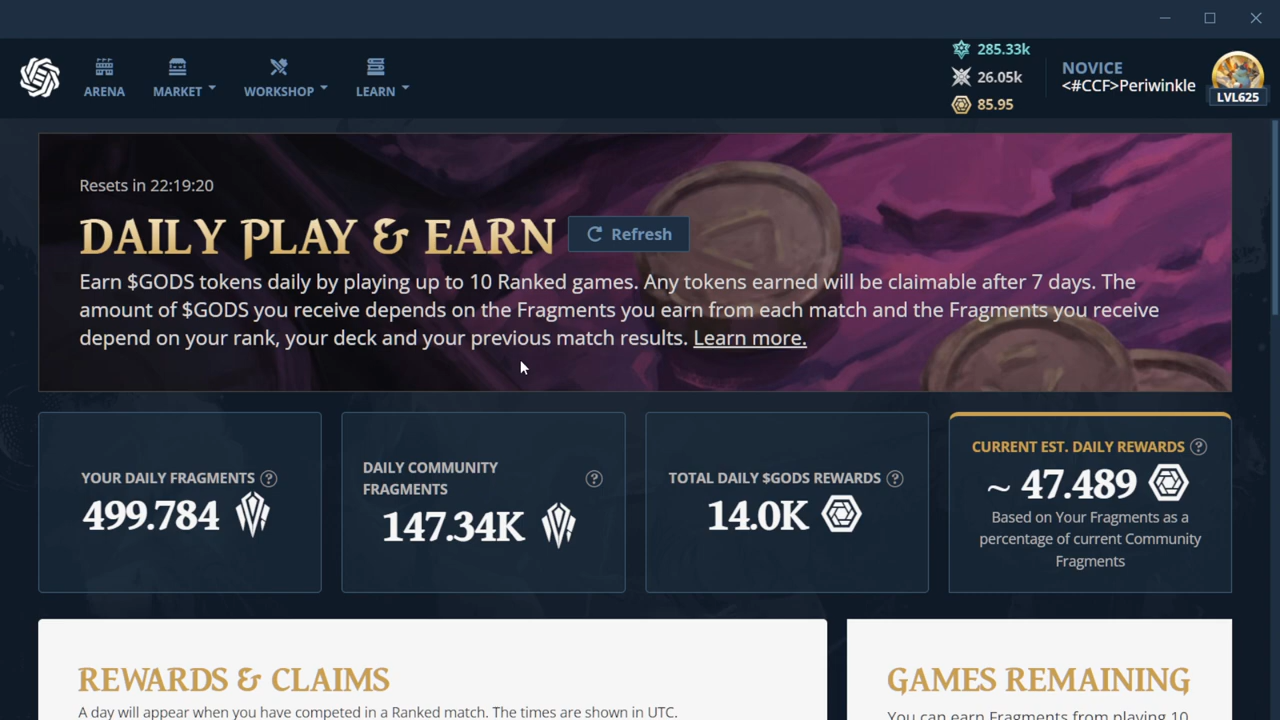 ARENA
MARKET
WORKSHOP
LEARN
285.33k
26.05k
85.95
NOVICE
<#CCF>Periwinkle
LVL625
Resets in 22:19:20
DAILY PLAY & EARN
Refresh
Earn $GODS tokens daily by playing up to 10 Ranked games. Any tokens earned will be claimable after 7 days. The
amount of $GODS you receive depends on the Fragments you earn from each match and the Fragments you receive
depend on your rank, your deck and your previous match results. Learn more.
YOUR DAILY FRAGMENTS ?
499.784
DAILY COMMUNITY
FRAGMENTS ?
147.34K
TOTAL DAILY $GODS REWARDS ?
14.0K
CURRENT EST. DAILY REWARDS ?
~ 47.489
Based on Your Fragments as a
percentage of current Community
Fragments
REWARDS & CLAIMS
A day will appear when you have competed in a Ranked match. The times are shown in UTC.
GAMES REMAINING
You can earn Fragments from playing 10